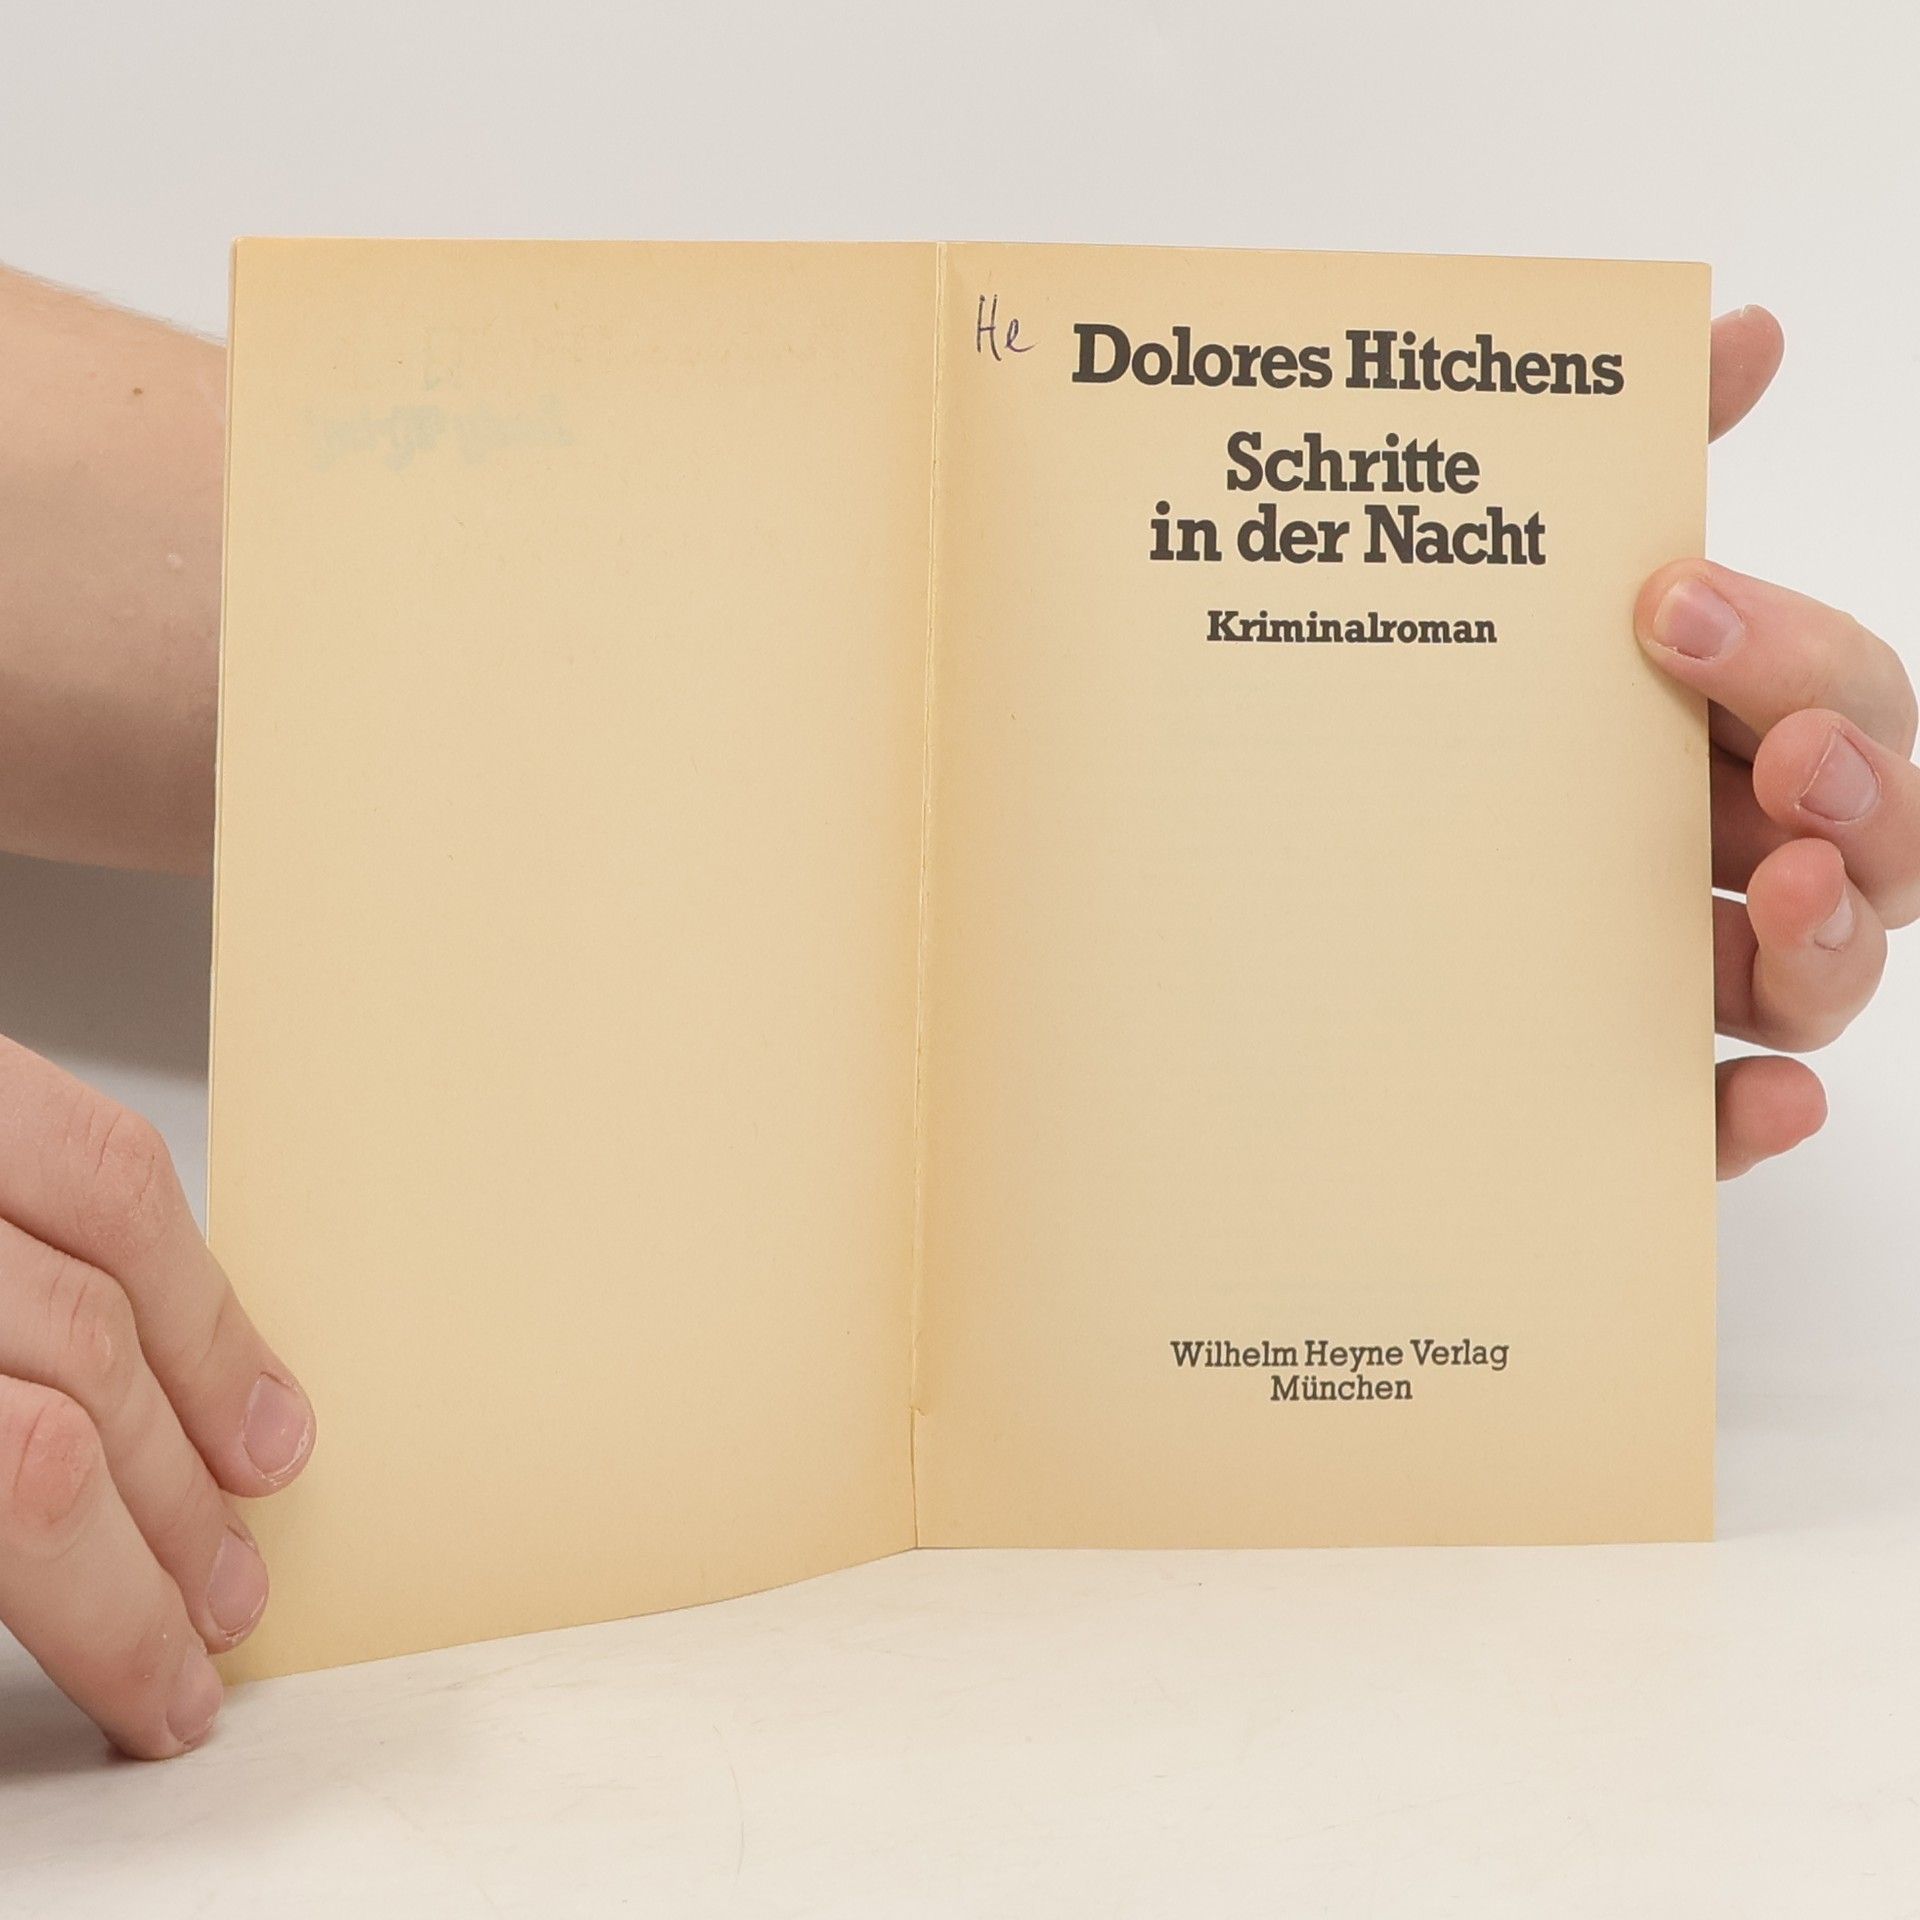 He
Dolores Hitchens
Schritte
in der Nacht
Kriminalroman
Wilhelm Heyne Verlag
München